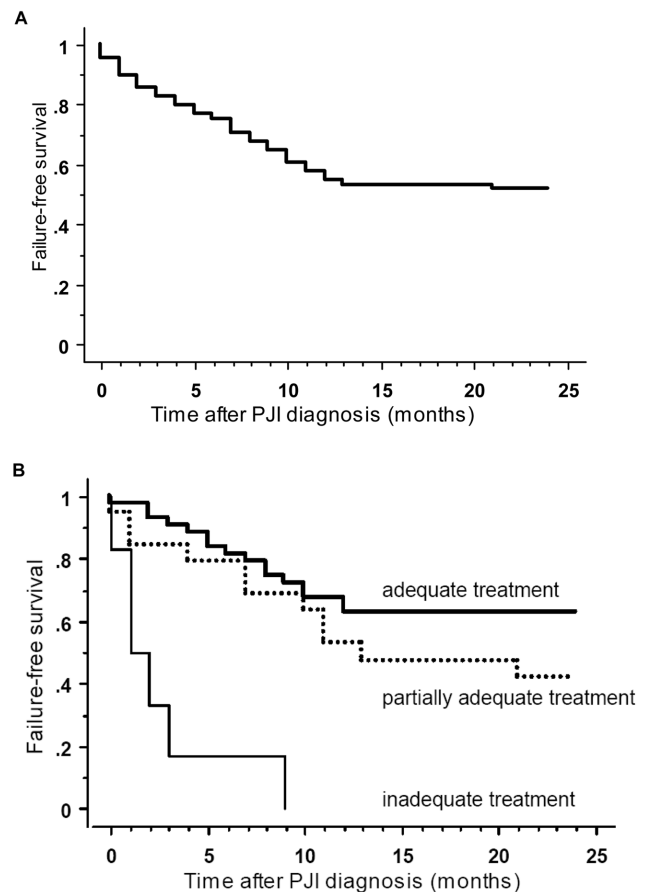 A
1
.8
.6
.4
.2
0
Failure-free survival
0 5 10 15 20 25
Time after PJI diagnosis (months)
B
1
.8
.6
.4
.2
0
Failure-free survival
adequate treatment
partially adequate treatment
inadequate treatment
0 5 10 15 20 25
Time after PJI diagnosis (months)